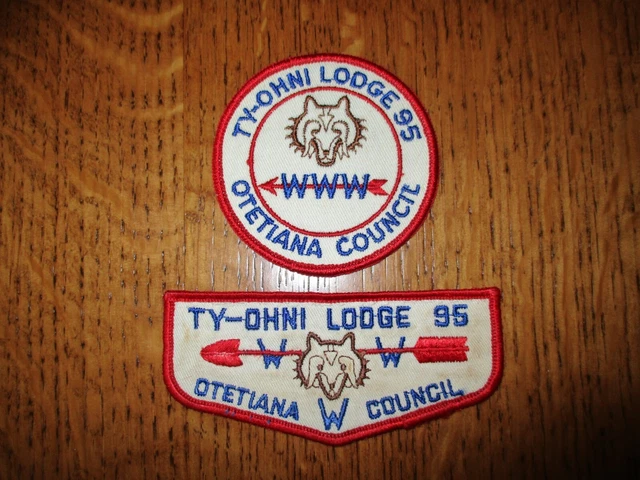 TY-OHNI LODGE 95
WWW
OTETIANA COUNCIL
TY-OHNI LODGE 95
W W
OTETIANA W COUNCIL